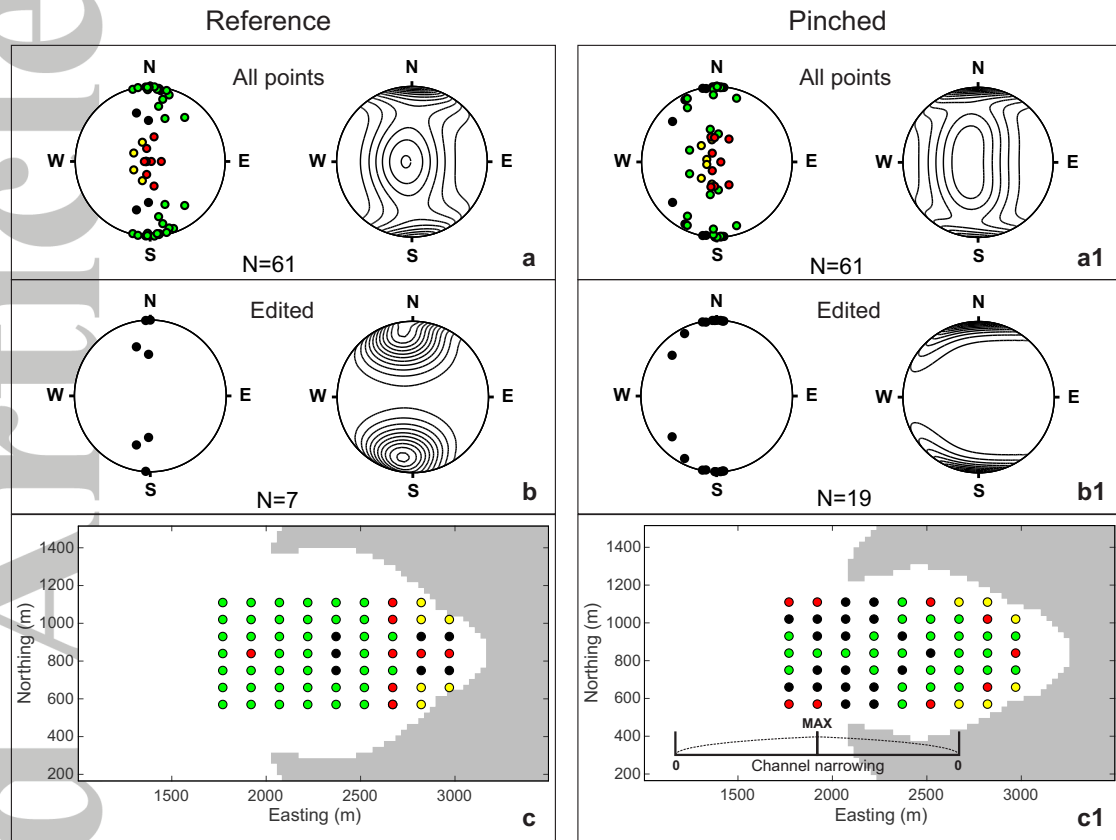 Reference
Pinched
N
All points
N
W
E
W
E
S
S
N=61
a
N
All points
N
W
E
W
E
S
S
N=61
a1
N
Edited
N
W
E
W
E
S
S
N=7
b
N
Edited
N
W
E
W
E
S
S
N=19
b1
1400
1200
1000
800
600
400
200
Northing (m)
1500
2000
2500
3000
Easting (m)
c
1400
1200
1000
800
600
400
200
Northing (m)
MAX
0
Channel narrowing
0
1500
2000
2500
3000
Easting (m)
c1
d Article